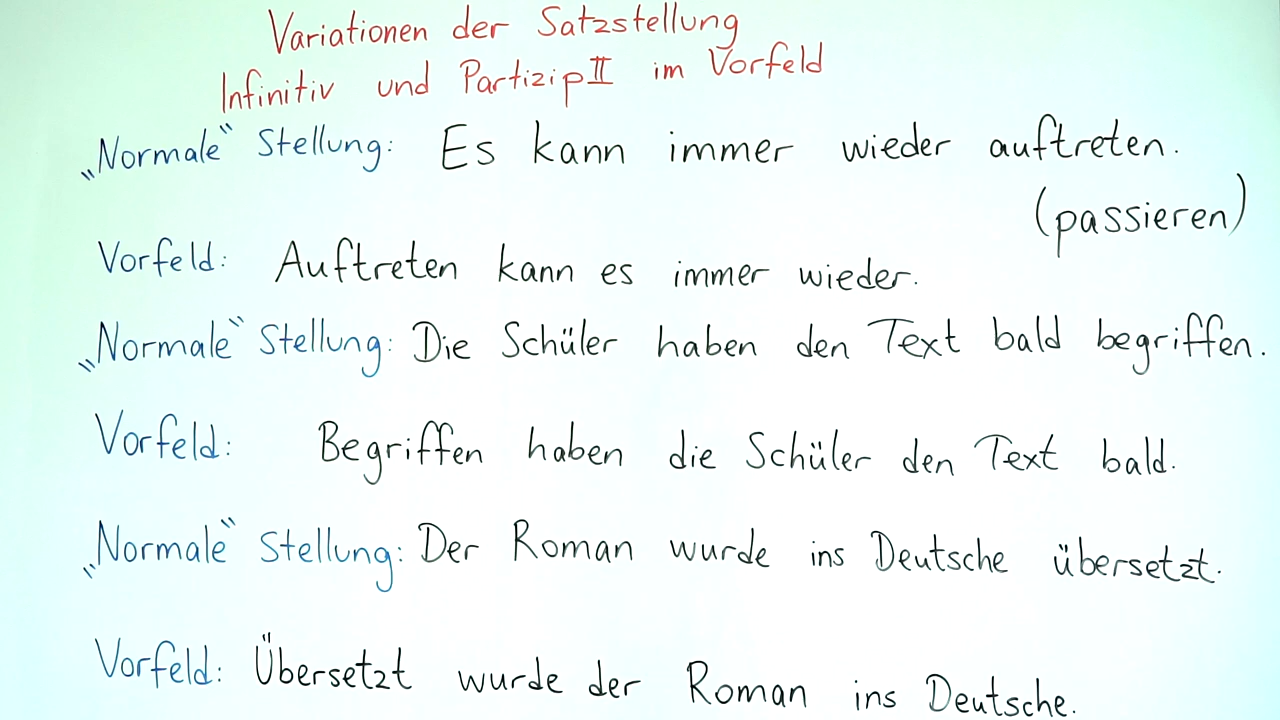 Variationen der Satzstellung
Infinitiv und Partizip II im Vorfeld
„Normale“ Stellung: Es kann immer wieder auftreten.
(passieren)
Vorfeld: Auftreten kann es immer wieder.
„Normale“ Stellung: Die Schüler haben den Text bald begriffen.
Vorfeld: Begriffen haben die Schüler den Text bald.
„Normale“ Stellung: Der Roman wurde ins Deutsche übersetzt.
Vorfeld: Übersetzt wurde der Roman ins Deutsche.